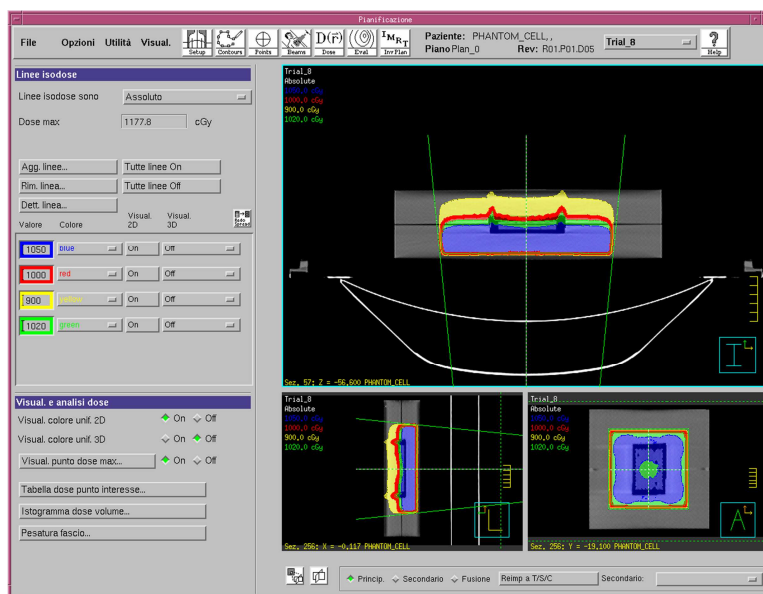 Pianificazione
File Opzioni Utilità Visual.
Setup Contours Points Beams D(r) Dose Eval IMRT Inv Plan
Paziente: PHANTOM_CELL, ,
Piano Plan_0 Rev: R01.P01.D05
Trial_8
? Help
Linee isodose
Linee isodose sono Assoluto
Dose max 1177.8 cGy
Agg. linee... Tutte linee On
Rim. linea... Tutte linee Off
Dett. linea...
Valore Colore Visual. 2D Visual. 3D
1050 blue On Off
1000 red On Off
900 yellow On Off
1020 green On Off
Visual. e analisi dose
Visual. colore unif. 2D On Off
Visual. colore unif. 3D On Off
Visual. punto dose max... On Off
Tabella dose punto interesse...
Istogramma dose volume...
Pesatura fascio...
Trial_8
Absolute
1050,0 cGy
1000,0 cGy
900,0 cGy
1020,0 cGy
Sez. 57: Z = -56,600 PHANTOM_CELL
Trial_8
Absolute
1050,0 cGy
1000,0 cGy
900,0 cGy
1020,0 cGy
Sez. 256: X = -0,117 PHANTOM_CELL
Trial_8
Absolute
1050,0 cGy
1000,0 cGy
900,0 cGy
1020,0 cGy
A
Sez. 256: Y = -19,100 PHANTOM_CELL
Princip. Secondario Fusione Reimp a T/S/C Secondario: